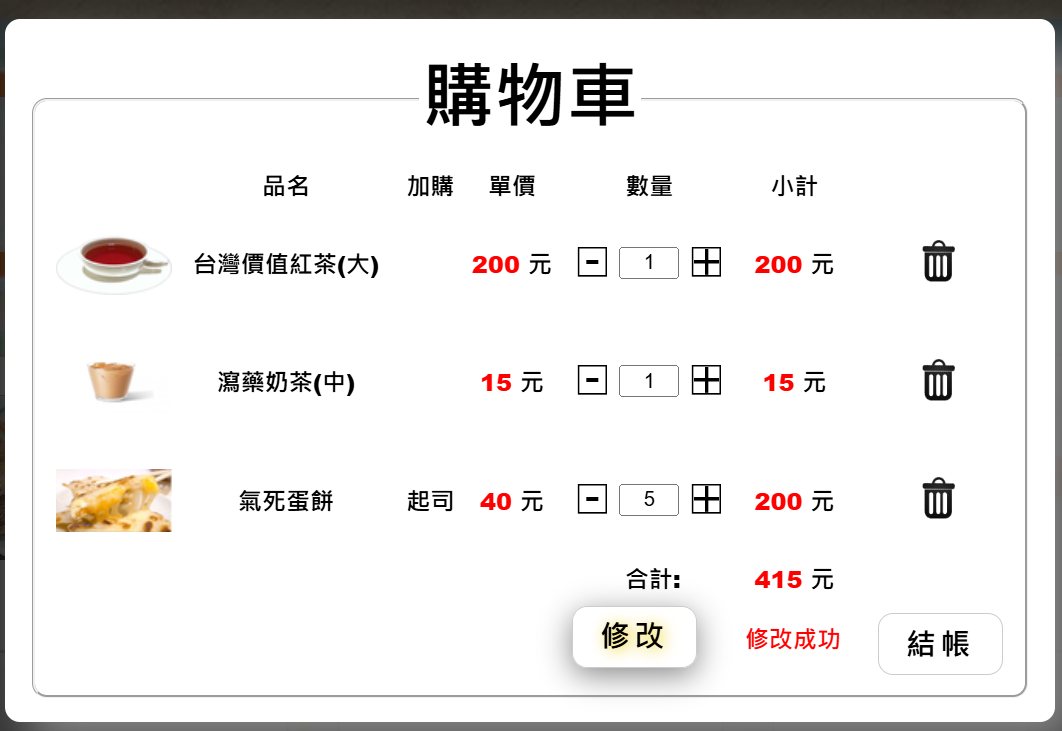 購物車
品名 加購 單價 數量 小計
台灣價值紅茶(大) 200 元 - 1 + 200 元
瀉藥奶茶(中) 15 元 - 1 + 15 元
氣死蛋餅 起司 40 元 - 5 + 200 元
合計: 415 元
修改 修改成功 結帳